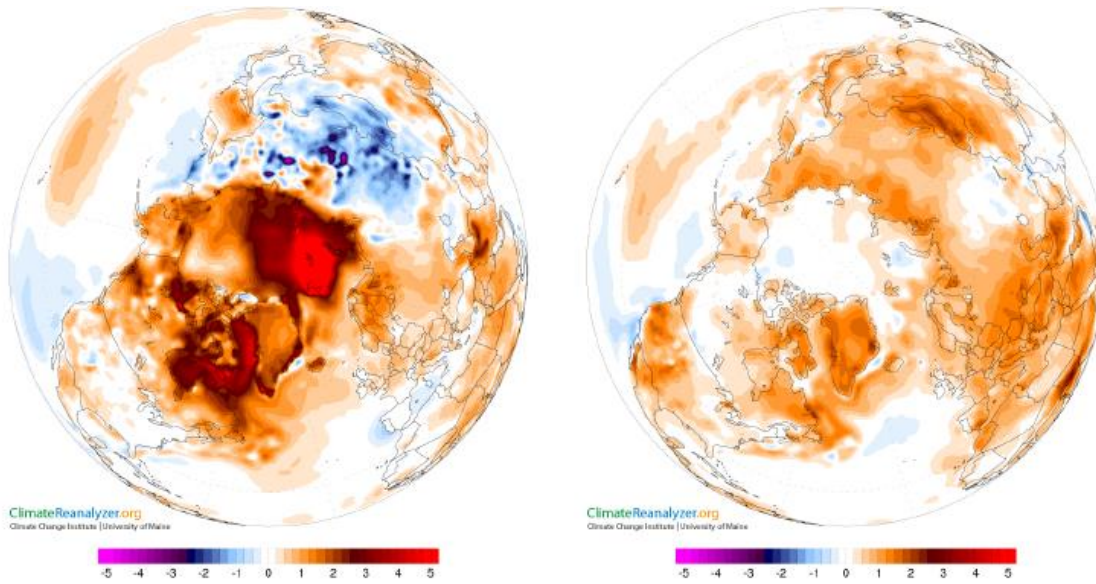 ClimateReanalyzer.org
Climate Change Institute | University of Maine
-5 -4 -3 -2 -1 0 1 2 3 4 5
ClimateReanalyzer.org
Climate Change Institute | University of Maine
-5 -4 -3 -2 -1 0 1 2 3 4 5